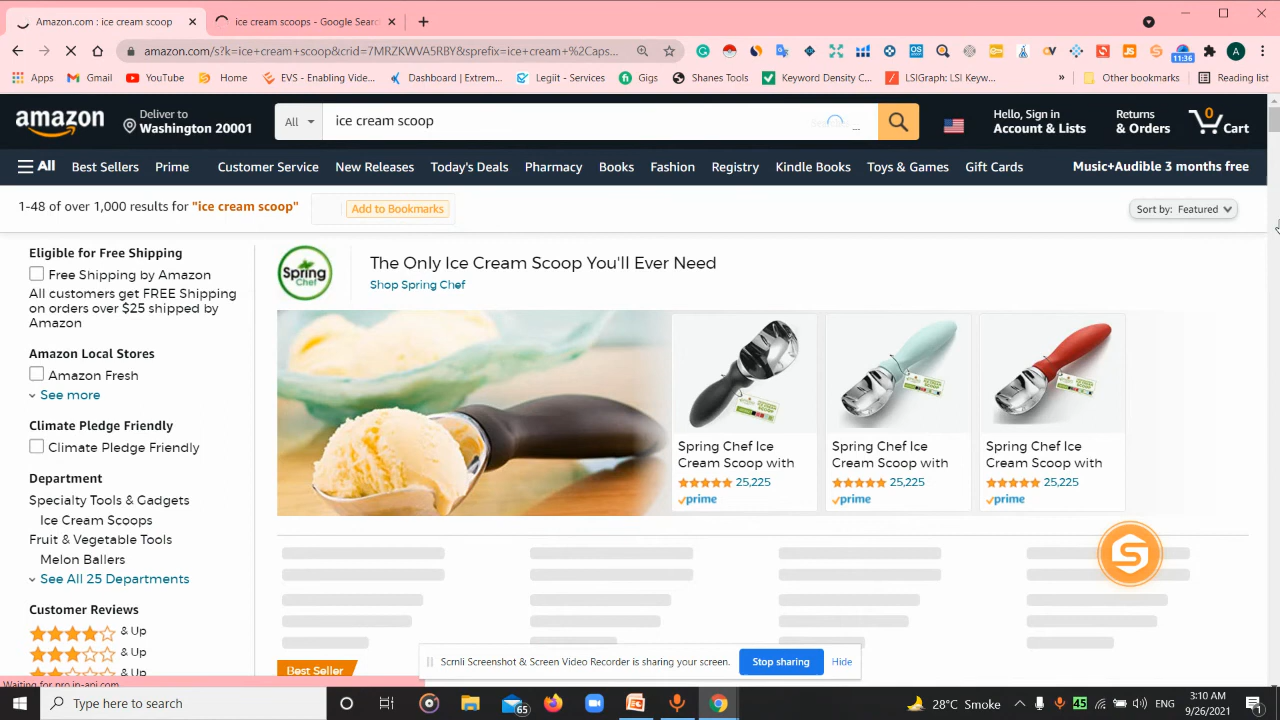 Amazon.com : ice cream scoop
ice cream scoops - Google Searc
amazon.com/s?k=ice+cream+scoop&crid=7MRZKWVA5RBY&sprefix=ice+cream+%2Caps...
11:36
A
Apps
Gmail
YouTube
Home
EVS - Enabling Vide...
Dashboard / Extrem...
Legiit - Services
Gigs
Shared Tools
Keyword Density C...
LSIGraph: LSI Keyw...
»
Other bookmarks
Reading list
amazon
Deliver to
Washington 20001
All
ice cream scoop
Hello, Sign in
Account & Lists
Returns
& Orders
0
Cart
All
Best Sellers
Prime
Customer Service
New Releases
Today's Deals
Pharmacy
Books
Fashion
Registry
Kindle Books
Toys & Games
Gift Cards
Music+Audible 3 months free
1-48 of over 1,000 results for "ice cream scoop"
Add to Bookmarks
Sort by: Featured
Eligible for Free Shipping
Free Shipping by Amazon
All customers get FREE Shipping
on orders over $25 shipped by
Amazon
Amazon Local Stores
Amazon Fresh
See more
Climate Pledge Friendly
Climate Pledge Friendly
Department
Specialty Tools & Gadgets
Ice Cream Scoops
Fruit & Vegetable Tools
Melon Ballers
See All 25 Departments
Customer Reviews
& Up
& Up
& Up
Spring
Chef
The Only Ice Cream Scoop You'll Ever Need
Shop Spring Chef
Spring Chef Ice
Cream Scoop with
25,225
prime
Spring Chef Ice
Cream Scoop with
25,225
prime
Spring Chef Ice
Cream Scoop with
25,225
prime
Best Seller
Scrnli Screenshot & Screen Video Recorder is sharing your screen.
Stop sharing
Hide
Waiting for pro.jn-api.com...
Type here to search
65
28°C Smoke
45
ENG
3:10 AM
9/26/2021
1